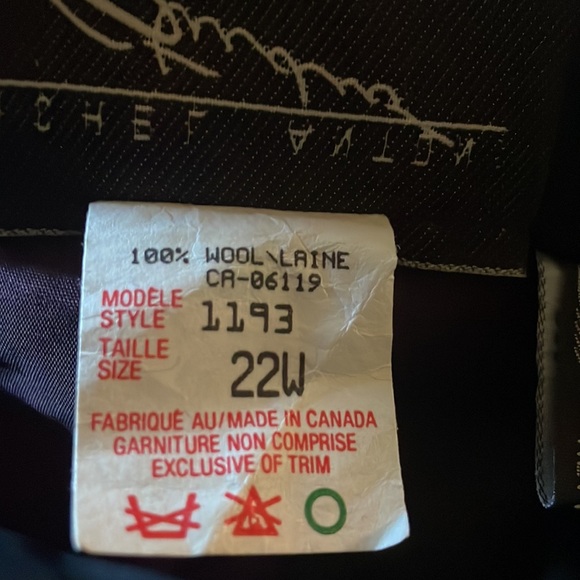 100% WOOL\LAINE
CA-06119
MODÈLE
STYLE 1193
TAILLE
SIZE 22W
FABRIQUÉ AU/MADE IN CANADA
GARNITURE NON COMPRISE
EXCLUSIVE OF TRIM